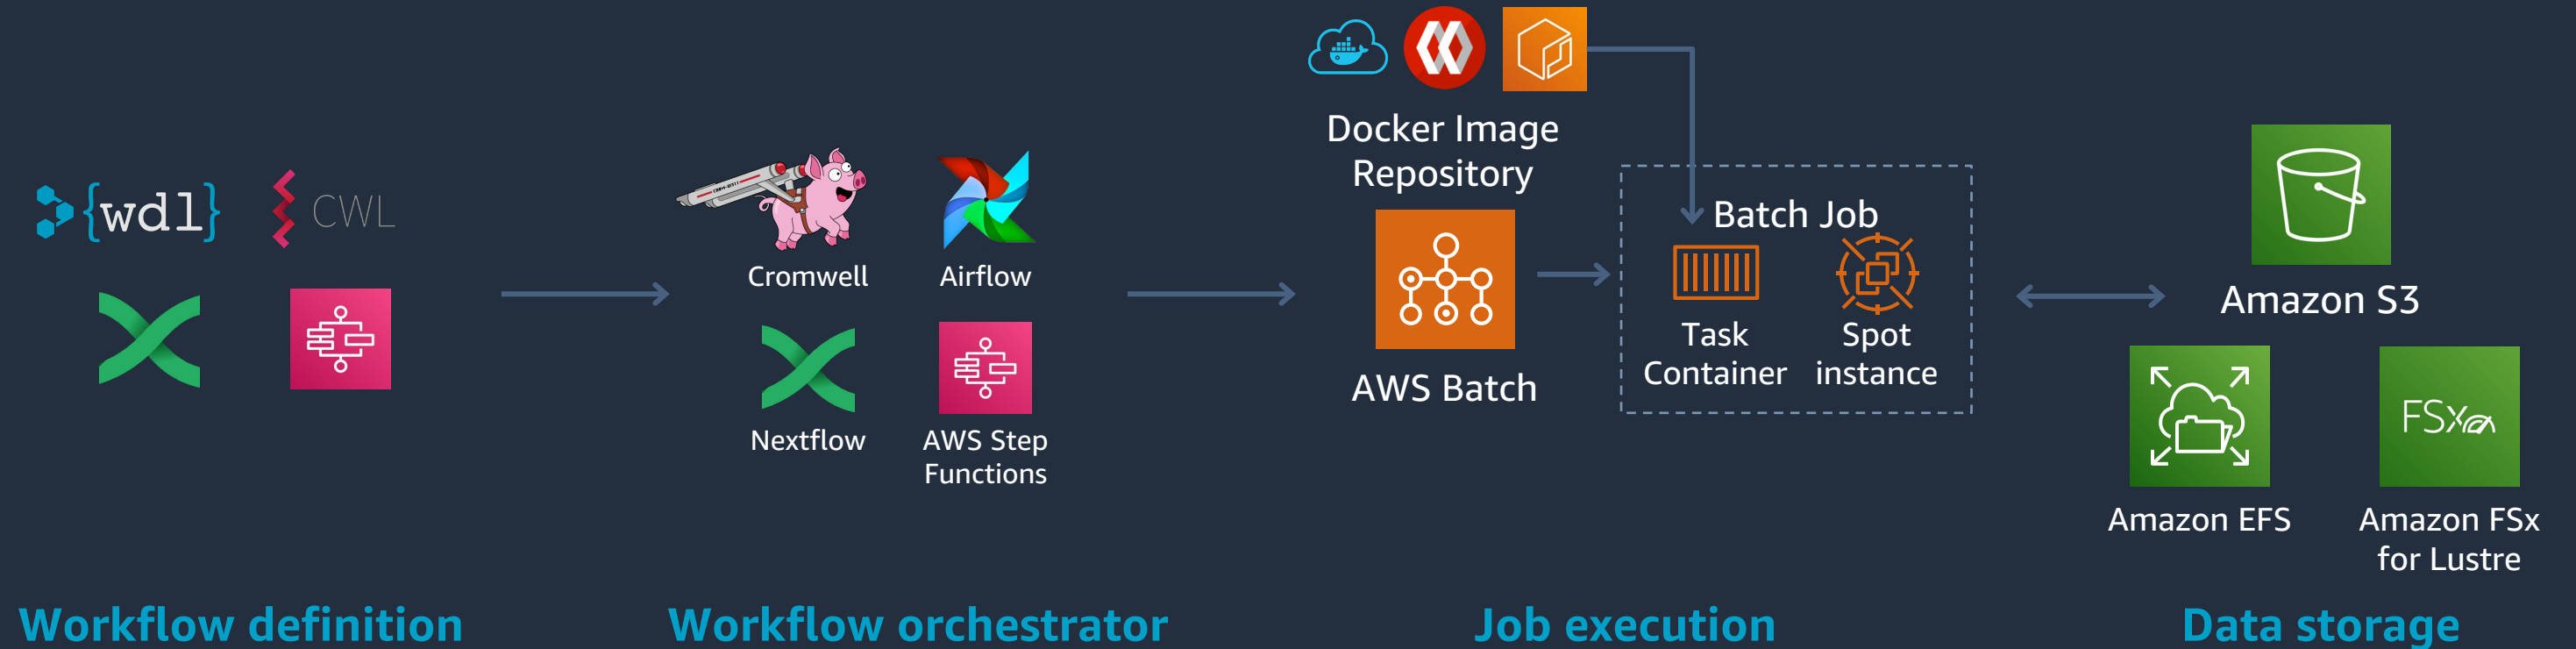 {wdl}
CWL
Cromwell
Airflow
Nextflow
AWS Step
Functions
Docker Image
Repository
AWS Batch
Batch Job
Task
Container
Spot
instance
Amazon S3
Amazon EFS
FSx
Amazon FSx
for Lustre
Workflow definition
Workflow orchestrator
Job execution
Data storage